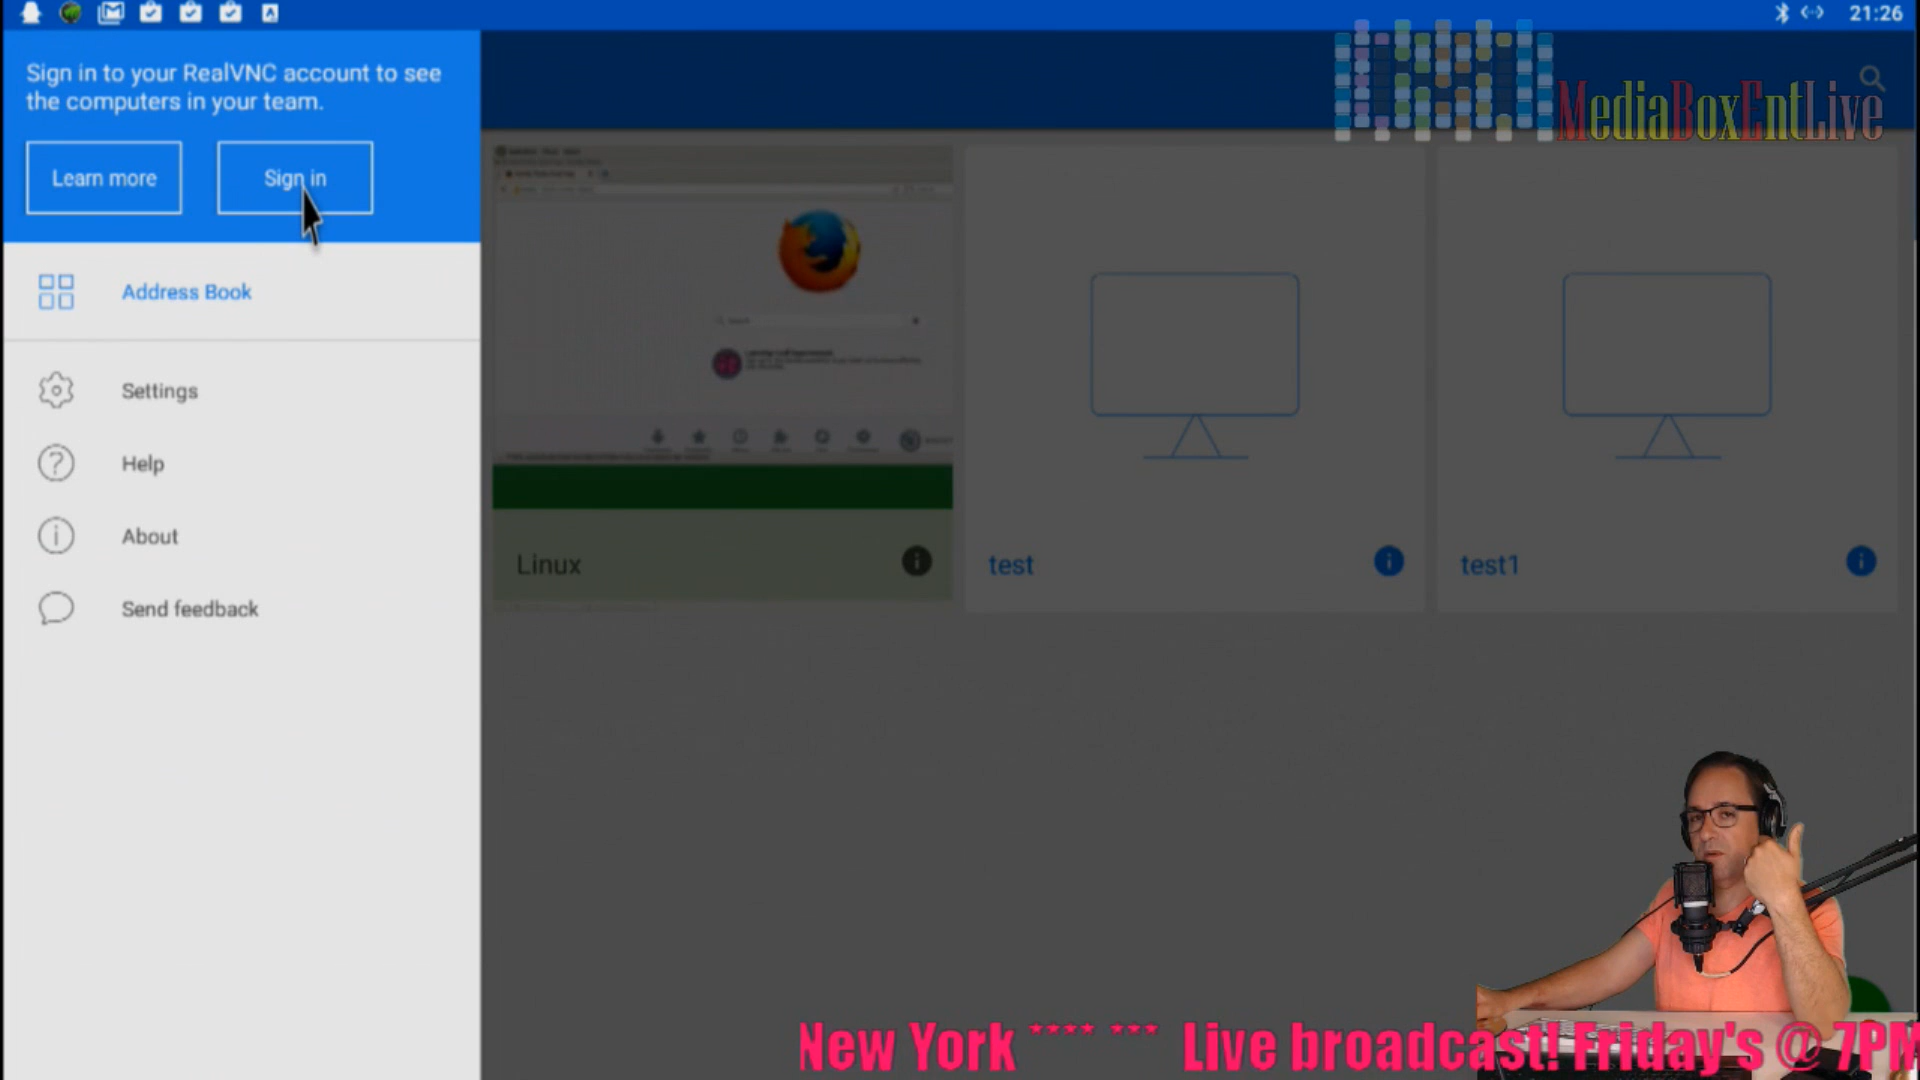 21:26
Sign in to your RealVNC account to see
the computers in your team.
Learn more
Sign in
MediaBoxEntLive
Address Book
Settings
Help
About
Send feedback
Search
Linux
test
test1
New York **** *** Live broadcast! Friday's @ 7PM